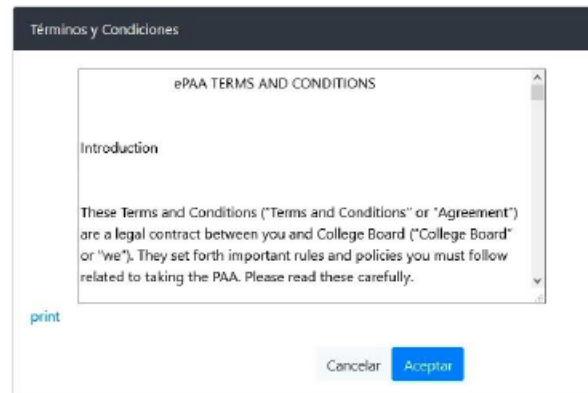 Términos y Condiciones
ePAA TERMS AND CONDITIONS
Introduction
These Terms and Conditions ("Terms and Conditions" or "Agreement")
are a legal contract between you and College Board ("College Board"
or "we"). They set forth important rules and policies you must follow
related to taking the PAA. Please read these carefully.
print
Cancelar Aceptar